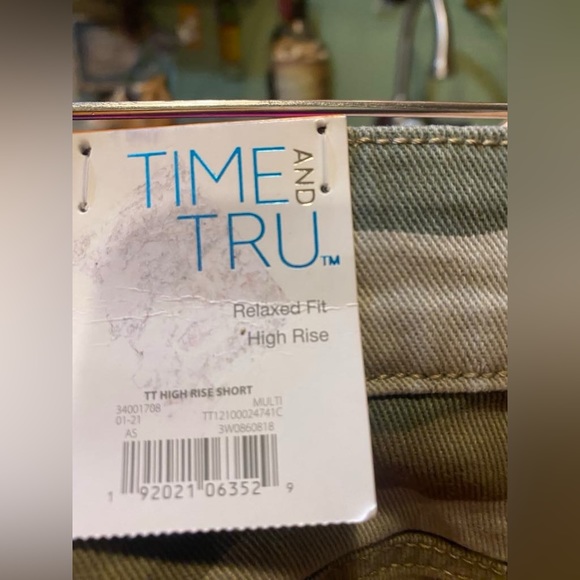 TIME AND
TRU™
Relaxed Fit
High Rise
TT HIGH RISE SHORT
34001708 MULTI
01-21 TT12100024741C
AS 3W0860818
1 92021 06352 9